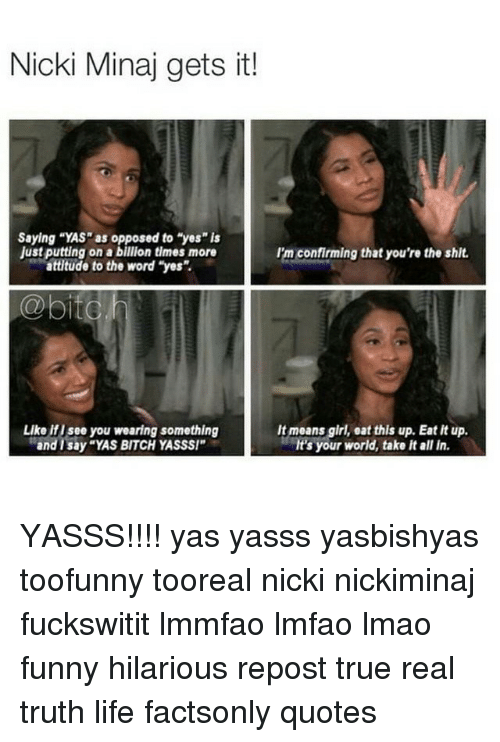 Nicki Minaj gets it!
Saying "YAS" as opposed to "yes" is
just putting on a billion times more
attitude to the word "yes".
I'm confirming that you're the shit.
@bitc.h
Like if I see you wearing something
and I say "YAS BITCH YASSS!"
It means girl, eat this up. Eat it up.
It's your world, take it all in.
YASSS!!!! yas yasss yasbishyas
toofunny tooreal nicki nickiminaj
fuckswitit lmmfao lmfao lmao
funny hilarious repost true real
truth life factsonly quotes